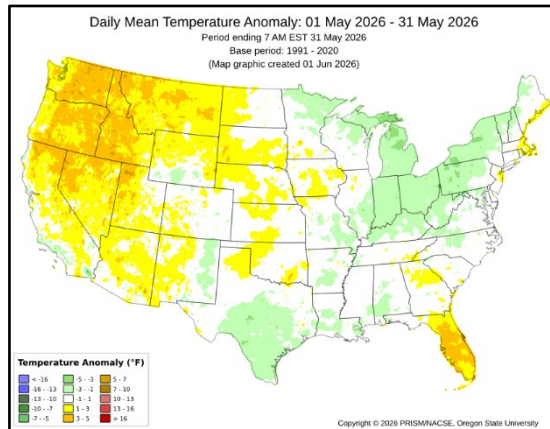 Daily Mean Temperature Anomaly: 01 May 2026 - 31 May 2026
Period ending 7 AM EST 31 May 2026
Base period: 1991 - 2020
(Map graphic created 01 Jun 2026)
Temperature Anomaly (°F)
< -16 -5 - -3 5 - 7
-16 - -13 -3 - -1 7 - 10
-13 - -10 -1 - 1 10 - 13
-10 - -7 1 - 3 13 - 16
-7 - -5 3 - 5 > 16
Copyright © 2026 PRISM/NACSE, Oregon State University